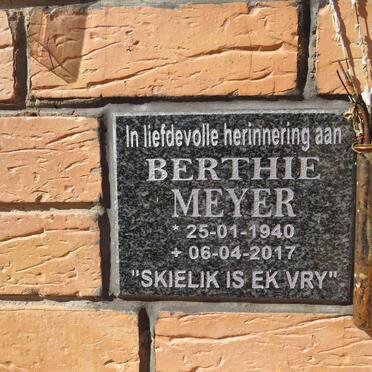 In liefdevolle herinnering aan
BERTHIE
MEYER
* 25-01-1940
+ 06-04-2017
"SKIELIK IS EK VRY"